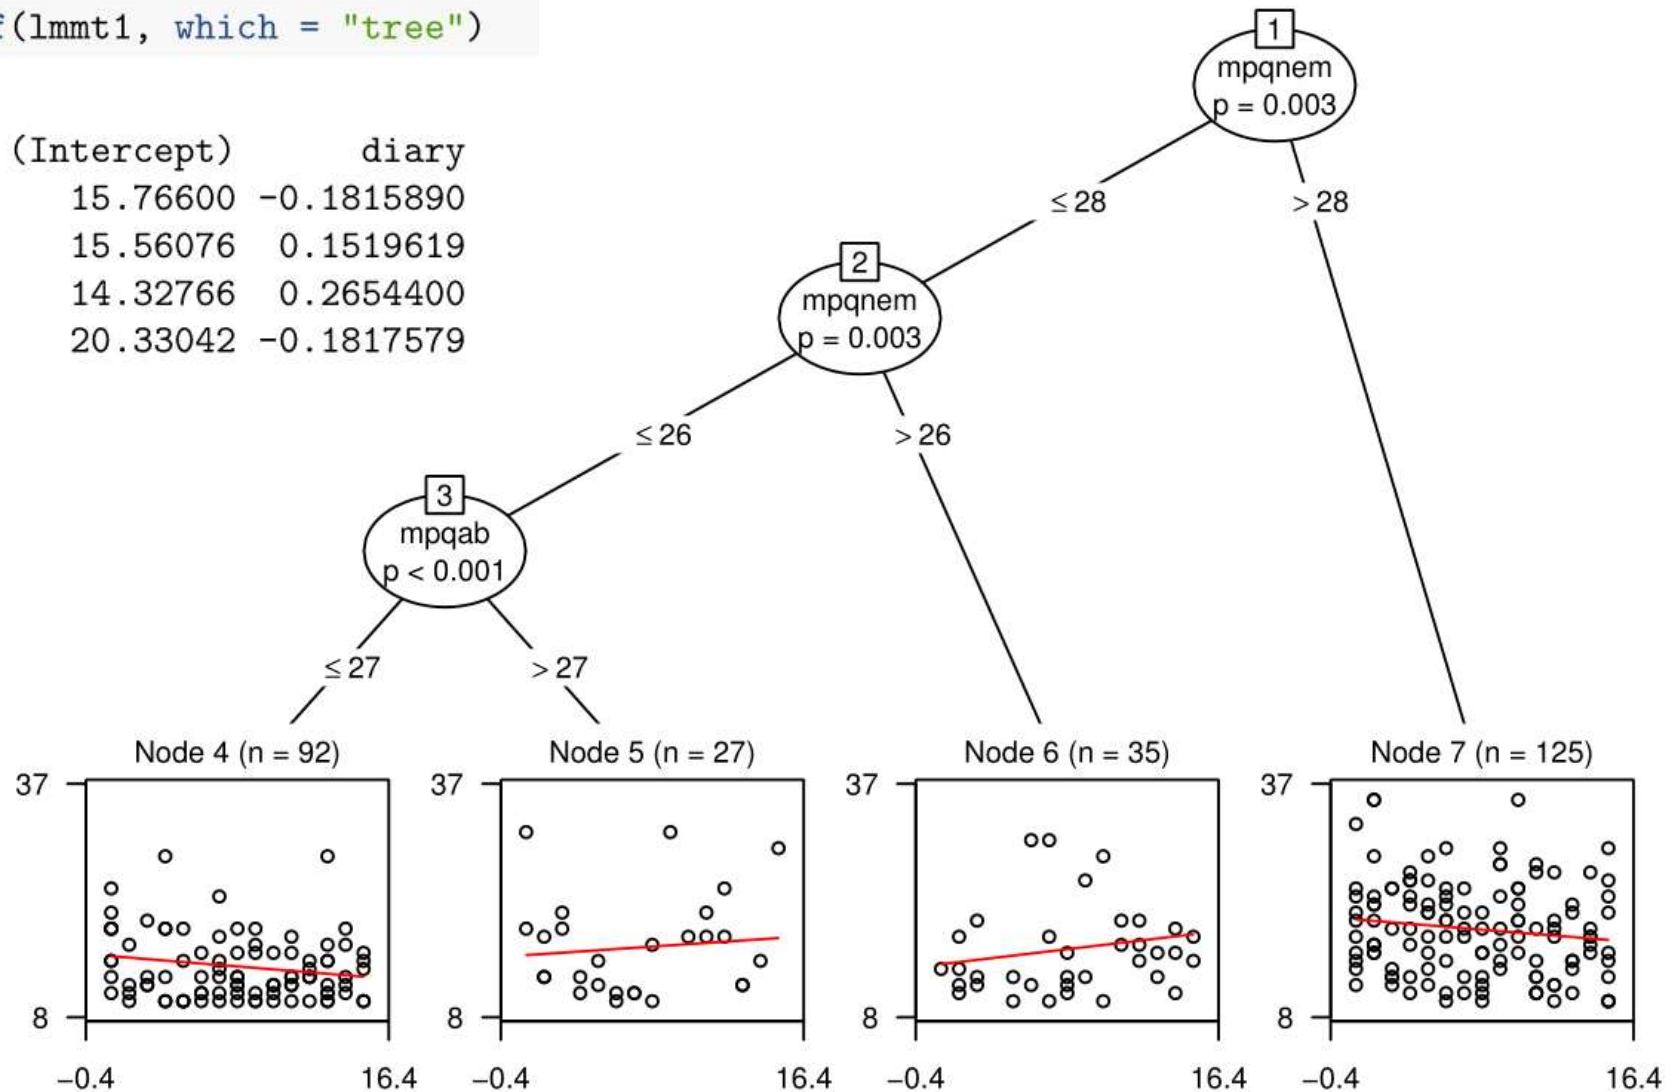 f(lmmt1, which = "tree")
(Intercept) diary
15.76600 -0.1815890
15.56076 0.1519619
14.32766 0.2654400
20.33042 -0.1817579
1
mpqnem
p = 0.003
≤ 28
> 28
2
mpqnem
p = 0.003
≤ 26
> 26
3
mpqab
p < 0.001
≤ 27
> 27
Node 4 (n = 92)
37
8
−0.4
16.4
Node 5 (n = 27)
37
8
−0.4
16.4
Node 6 (n = 35)
37
8
−0.4
16.4
Node 7 (n = 125)
37
8
−0.4
16.4